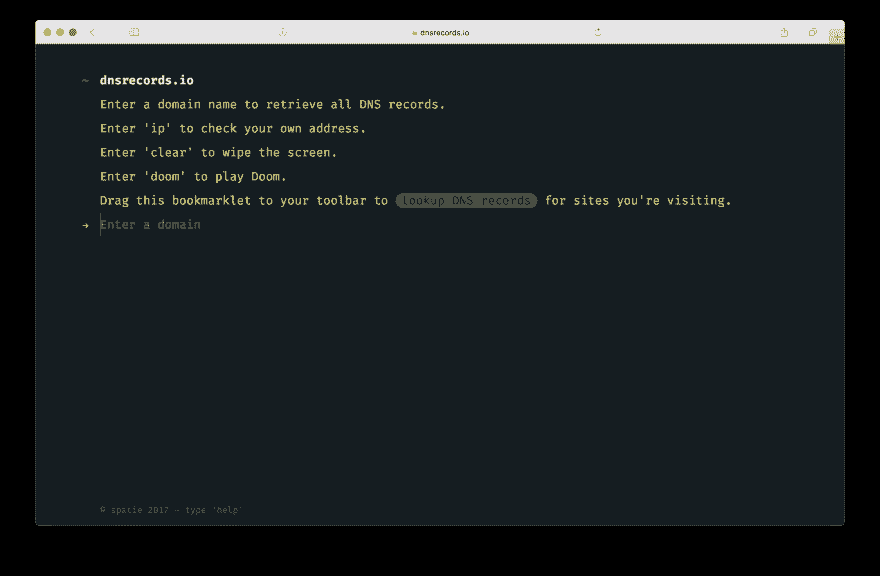 dnsrecords.io
~ dnsrecords.io
Enter a domain name to retrieve all DNS records.
Enter 'ip' to check your own address.
Enter 'clear' to wipe the screen.
Enter 'doom' to play Doom.
Drag this bookmarklet to your toolbar to lookup DNS records for sites you're visiting.
→ Enter a domain
© spatie 2017 – type 'help'